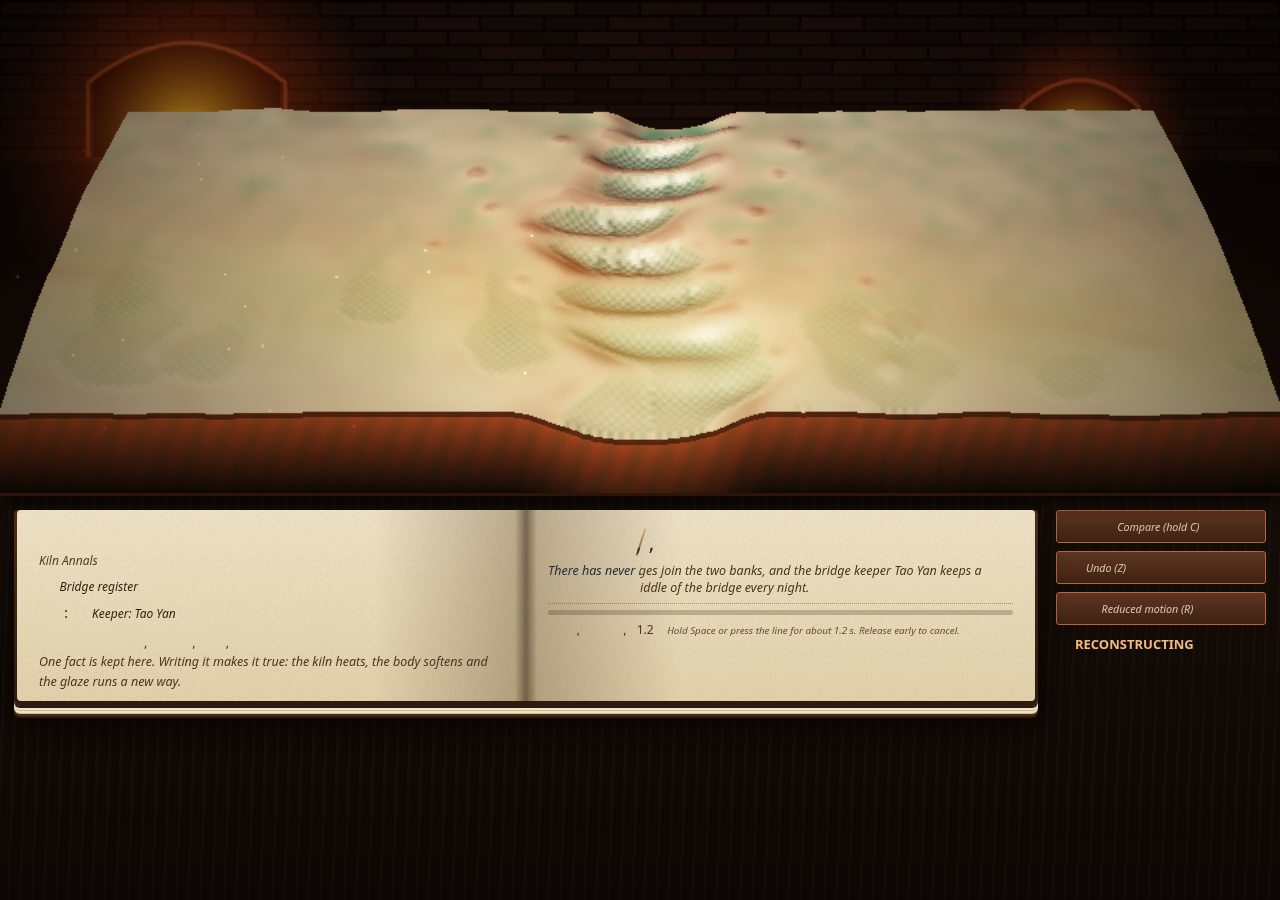 Kiln Annals
Bridge register
: Keeper: Tao Yan
, , ,
One fact is kept here. Writing it makes it true: the kiln heats, the body softens and
the glaze runs a new way.
,
There has never ges join the two banks, and the bridge keeper Tao Yan keeps a
iddle of the bridge every night.
, , 1.2 Hold Space or press the line for about 1.2 s. Release early to cancel.
Compare (hold C)
Undo (Z)
Reduced motion (R)
RECONSTRUCTING